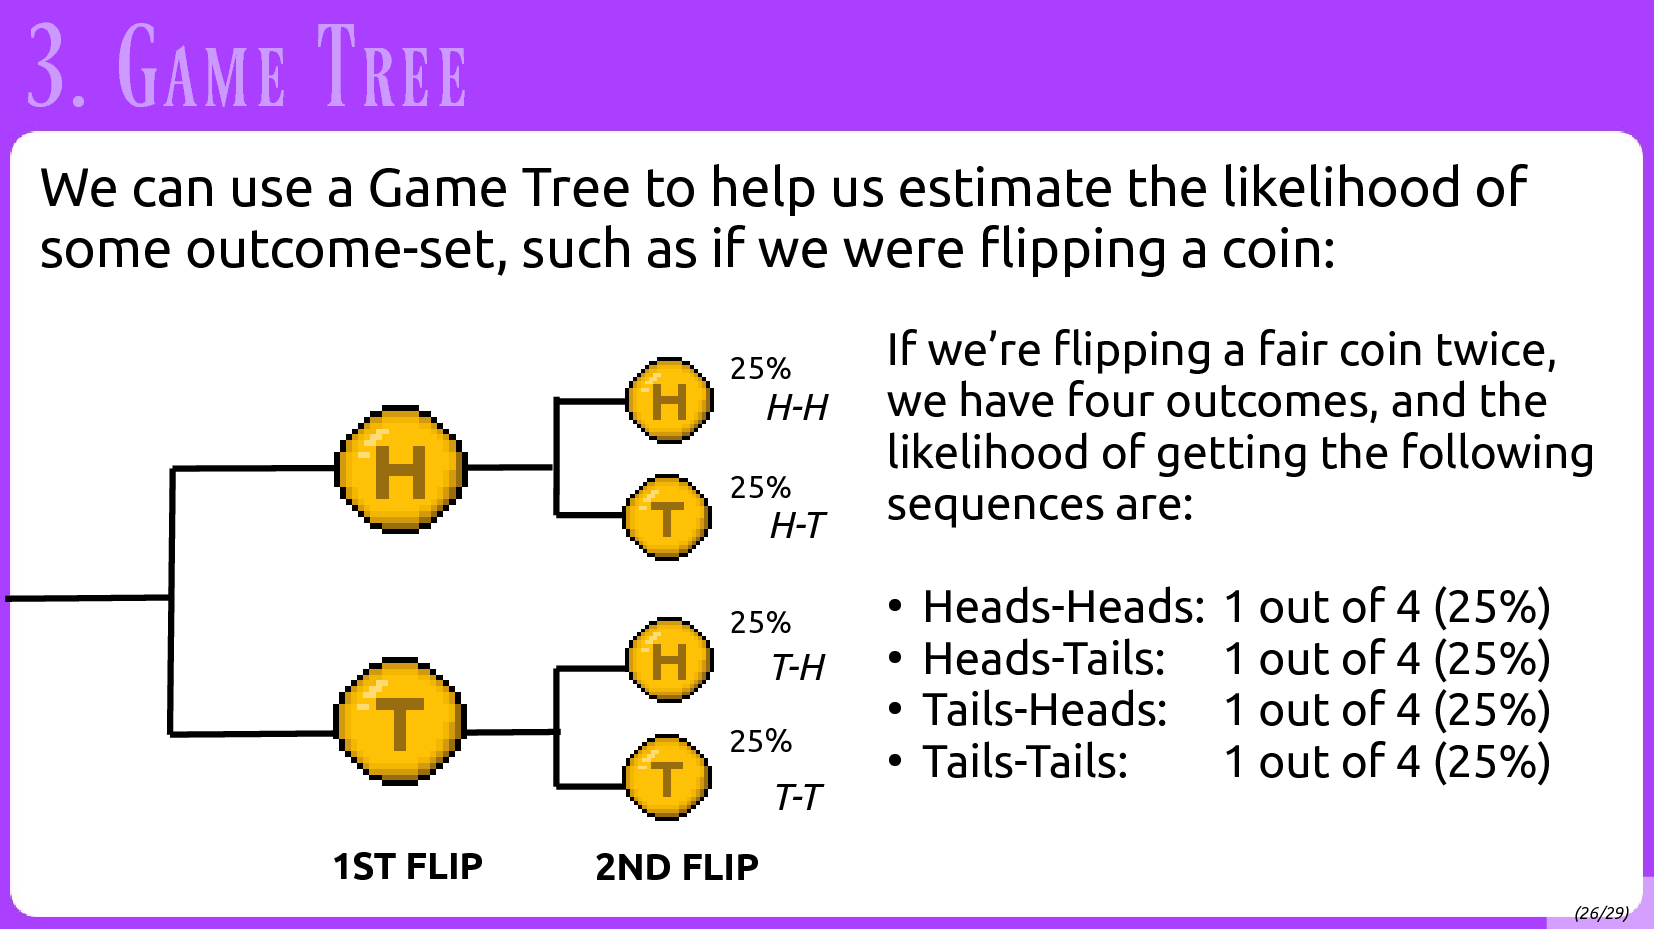 3. Game Tree
We can use a Game Tree to help us estimate the likelihood of
some outcome-set, such as if we were flipping a coin:
H
T
H
T
H
T
25%
H-H
25%
H-T
25%
T-H
25%
T-T
1ST FLIP
2ND FLIP
If we’re flipping a fair coin twice,
we have four outcomes, and the
likelihood of getting the following
sequences are:
• Heads-Heads: 1 out of 4 (25%)
• Heads-Tails: 1 out of 4 (25%)
• Tails-Heads: 1 out of 4 (25%)
• Tails-Tails: 1 out of 4 (25%)
(26/29)